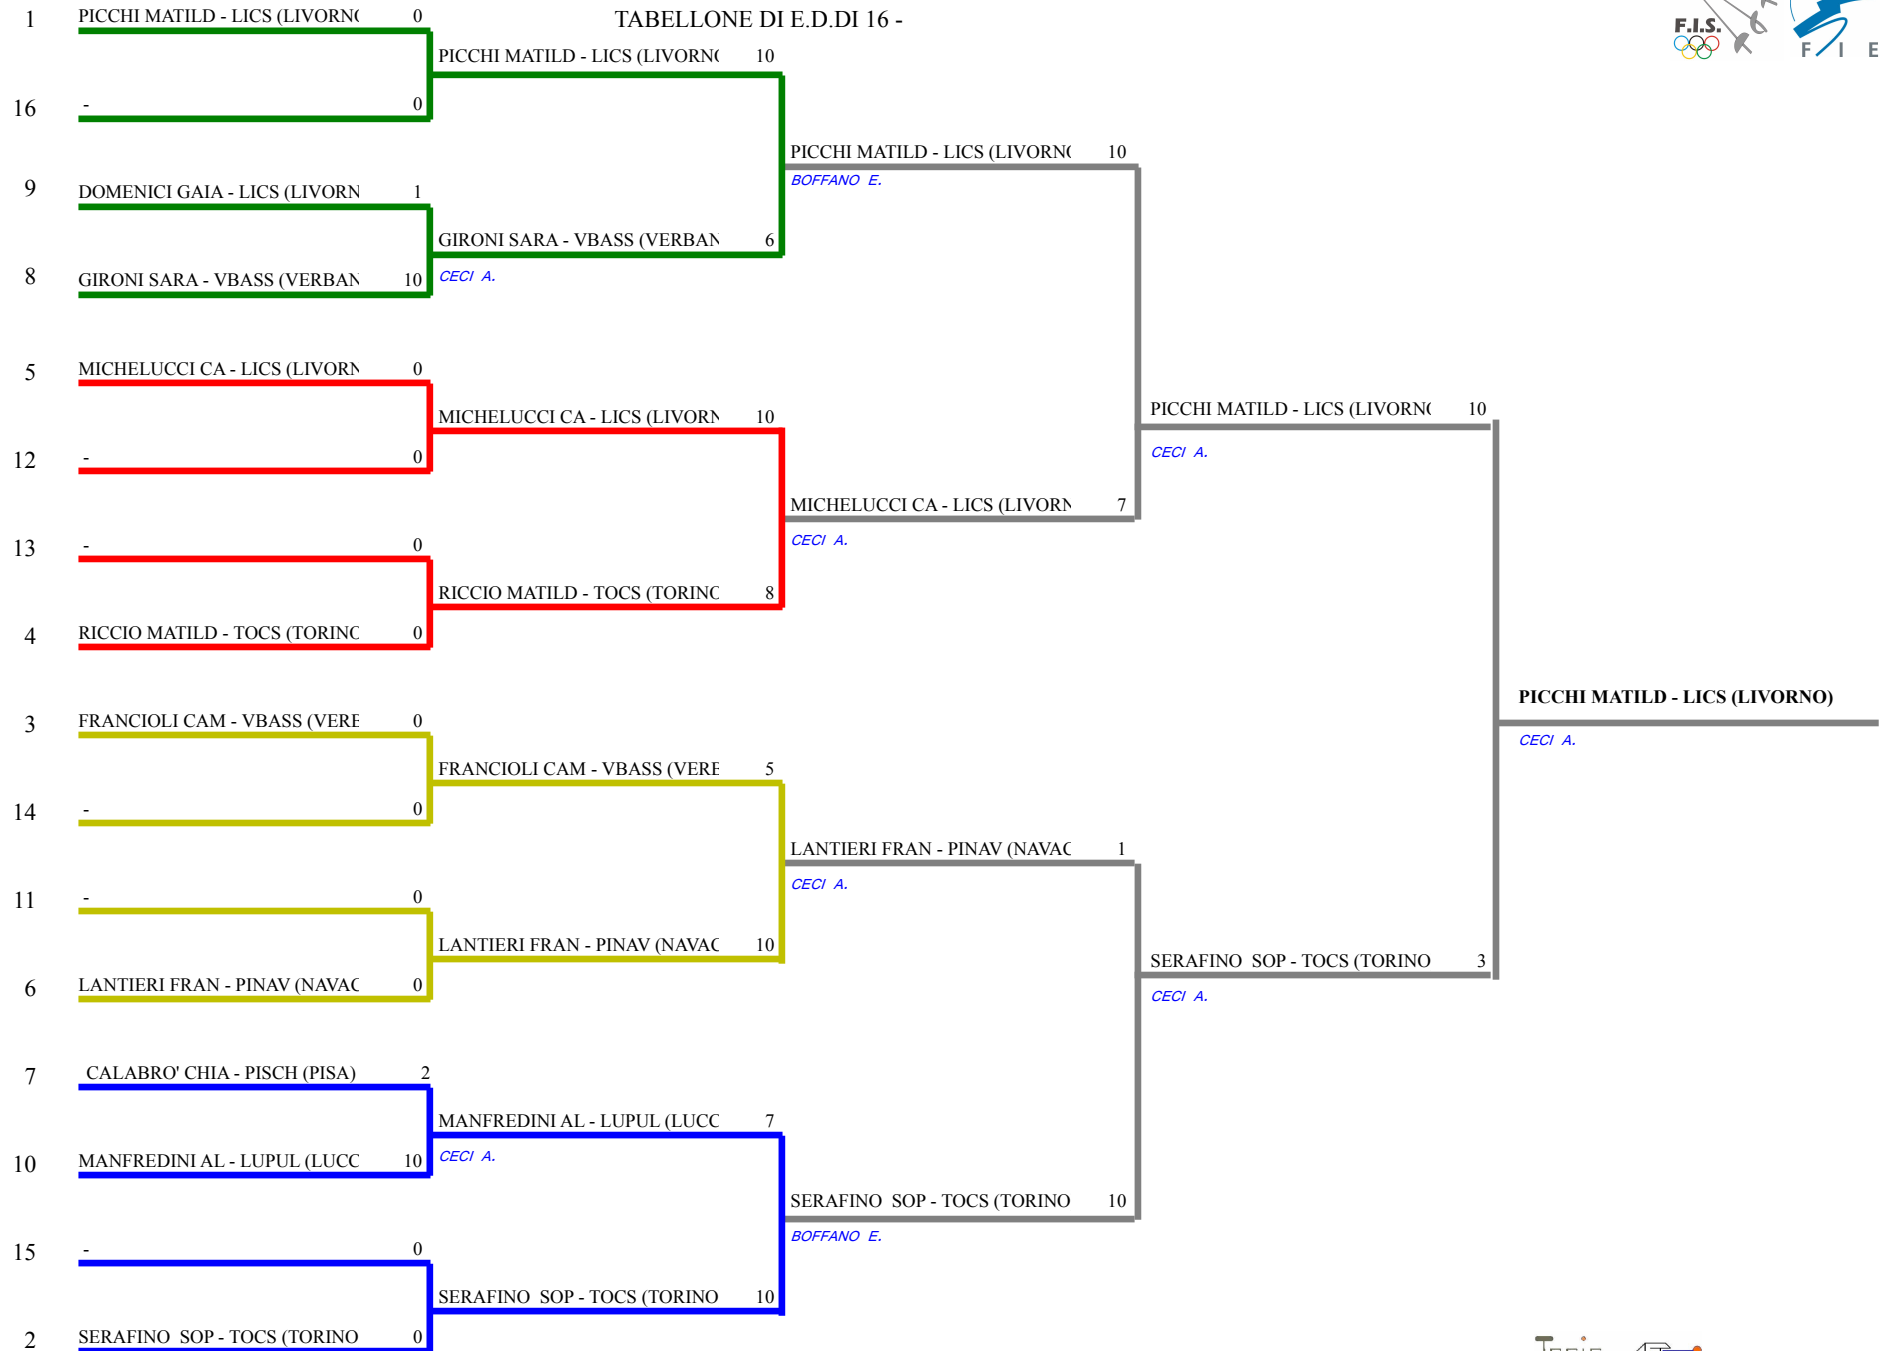 TABELLONE DI E.D.DI 16 -
F.I.S.
F I E
1 PICCHI MATILD - LICS (LIVORN( 0
PICCHI MATILD - LICS (LIVORN( 10
16 - 0
PICCHI MATILD - LICS (LIVORN( 10
BOFFANO E.
9 DOMENICI GAIA - LICS (LIVORN 1
GIRONI SARA - VBASS (VERBAN 6
CECI A.
8 GIRONI SARA - VBASS (VERBAN 10
5 MICHELUCCI CA - LICS (LIVORN 0
PICCHI MATILD - LICS (LIVORN( 10
CECI A.
MICHELUCCI CA - LICS (LIVORN 10
12 - 0
MICHELUCCI CA - LICS (LIVORN 7
CECI A.
13 - 0
RICCIO MATILD - TOCS (TORINC 8
4 RICCIO MATILD - TOCS (TORINC 0
PICCHI MATILD - LICS (LIVORNO)
CECI A.
3 FRANCIOLI CAM - VBASS (VERE 0
FRANCIOLI CAM - VBASS (VERE 5
14 - 0
LANTIERI FRAN - PINAV (NAVAC 1
CECI A.
11 - 0
LANTIERI FRAN - PINAV (NAVAC 10
SERAFINO SOP - TOCS (TORINO 3
CECI A.
6 LANTIERI FRAN - PINAV (NAVAC 0
7 CALABRO' CHIA - PISCH (PISA) 2
MANFREDINI AL - LUPUL (LUCC 7
CECI A.
10 MANFREDINI AL - LUPUL (LUCC 10
SERAFINO SOP - TOCS (TORINO 10
BOFFANO E.
15 - 0
SERAFINO SOP - TOCS (TORINO 10
2 SERAFINO SOP - TOCS (TORINO 0